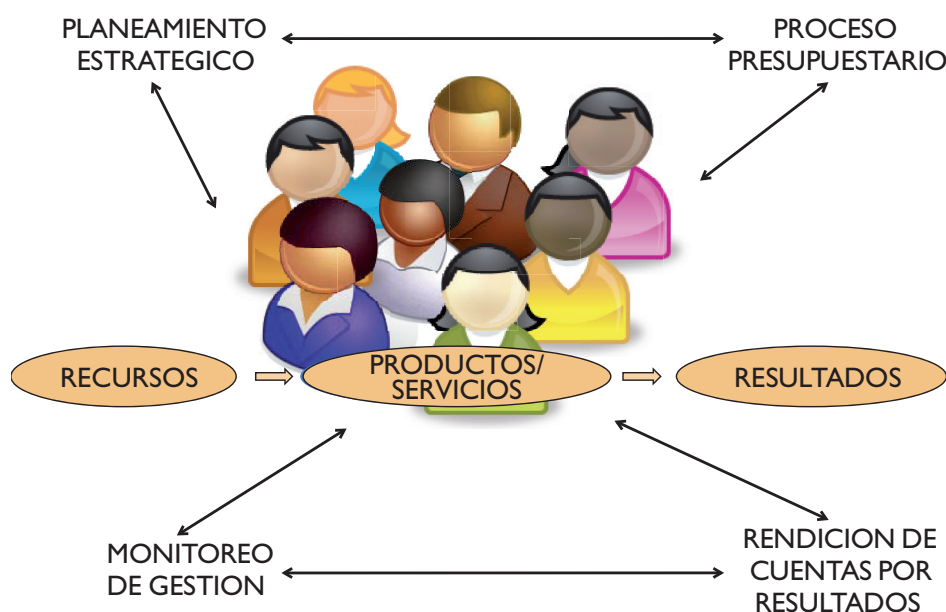 PLANEAMIENTO
ESTRATEGICO
PROCESO
PRESUPUESTARIO
RECURSOS
PRODUCTOS/
SERVICIOS
RESULTADOS
MONITOREO
DE GESTION
RENDICION DE
CUENTAS POR
RESULTADOS